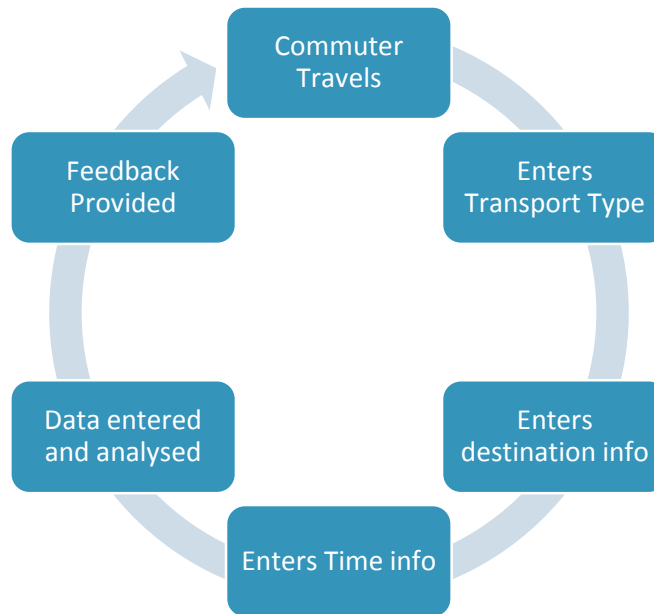 Commuter
Travels
Enters
Transport Type
Enters
destination info
Enters Time info
Data entered
and analysed
Feedback
Provided